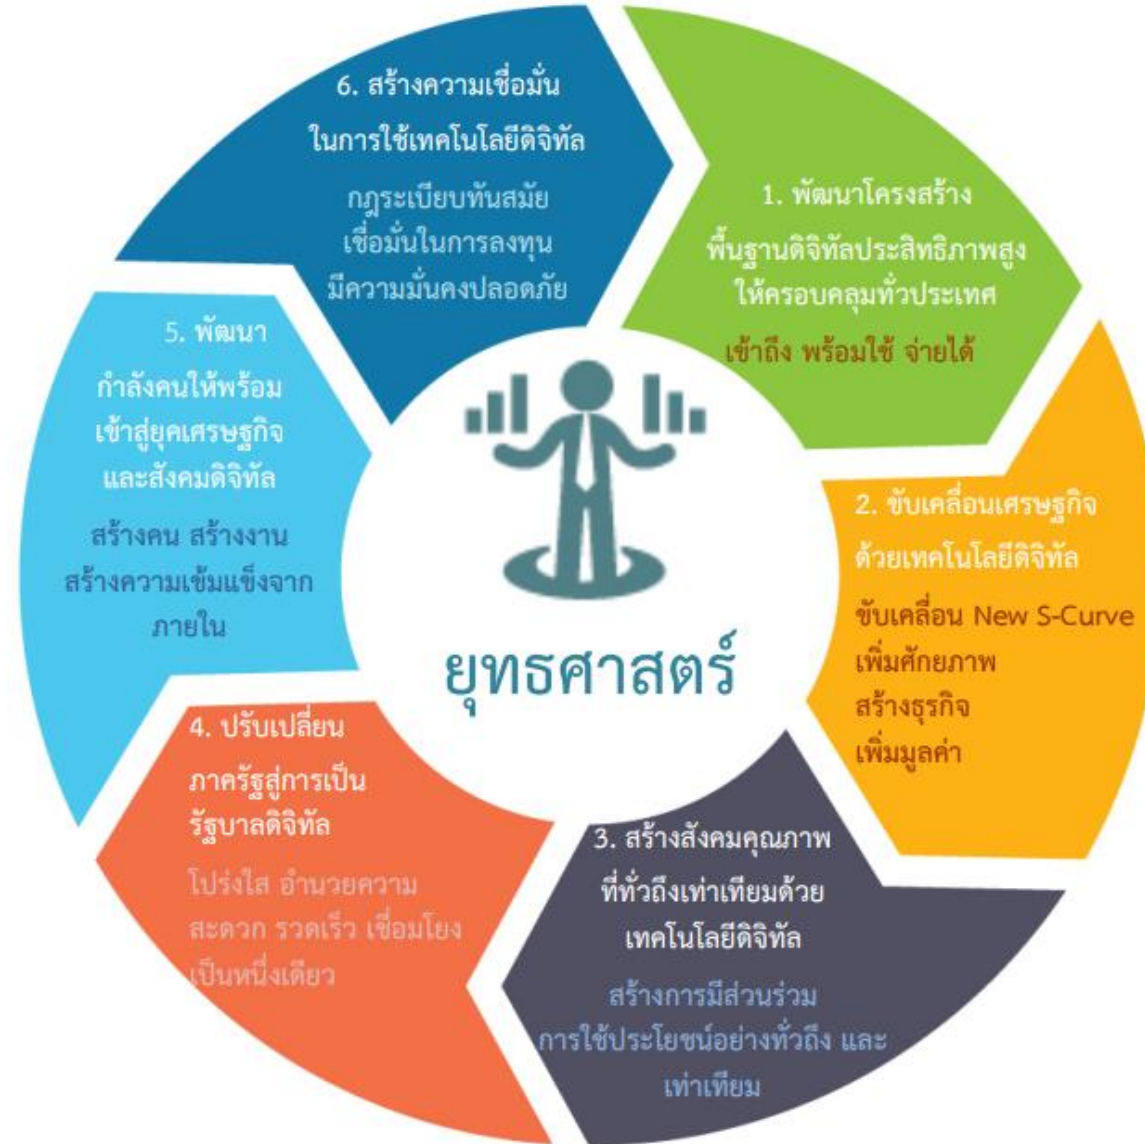 6. สร้างความเชื่อมั่น
ในการใช้เทคโนโลยีดิจิทัล
กฎระเบียบทันสมัย
เชื่อมั่นในการลงทุน
มีความมั่นคงปลอดภัย
1. พัฒนาโครงสร้าง
พื้นฐานดิจิทัลประสิทธิภาพสูง
ให้ครอบคลุมทั่วประเทศ
เข้าถึง พร้อมใช้ จ่ายได้
5. พัฒนา
กำลังคนให้พร้อม
เข้าสู่ยุคเศรษฐกิจ
และสังคมดิจิทัล
สร้างคน สร้างงาน
สร้างความเข้มแข็งจาก
ภายใน
2. ขับเคลื่อนเศรษฐกิจ
ด้วยเทคโนโลยีดิจิทัล
ขับเคลื่อน New S-Curve
เพิ่มศักยภาพ
สร้างธุรกิจ
เพิ่มมูลค่า
ยุทธศาสตร์
4. ปรับเปลี่ยน
ภาครัฐสู่การเป็น
รัฐบาลดิจิทัล
โปร่งใส อำนวยความ
สะดวก รวดเร็ว เชื่อมโยง
เป็นหนึ่งเดียว
3. สร้างสังคมคุณภาพ
ที่ทั่วถึงเท่าเทียมด้วย
เทคโนโลยีดิจิทัล
สร้างการมีส่วนร่วม
การใช้ประโยชน์อย่างทั่วถึง และ
เท่าเทียม